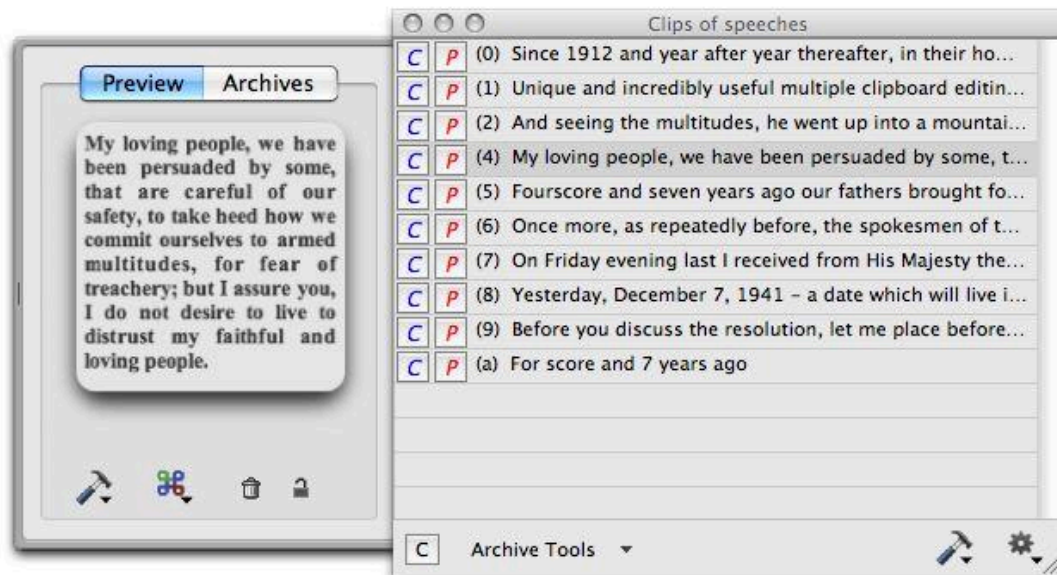 Preview Archives
My loving people, we have
been persuaded by some,
that are careful of our
safety, to take heed how we
commit ourselves to armed
multitudes, for fear of
treachery; but I assure you,
I do not desire to live to
distrust my faithful and
loving people.
Clips of speeches
C P (0) Since 1912 and year after year thereafter, in their ho...
C P (1) Unique and incredibly useful multiple clipboard editin...
C P (2) And seeing the multitudes, he went up into a mountai...
C P (4) My loving people, we have been persuaded by some, t...
C P (5) Fourscore and seven years ago our fathers brought fo...
C P (6) Once more, as repeatedly before, the spokesmen of t...
C P (7) On Friday evening last I received from His Majesty the...
C P (8) Yesterday, December 7, 1941 – a date which will live i...
C P (9) Before you discuss the resolution, let me place before...
C P (a) For score and 7 years ago
C Archive Tools